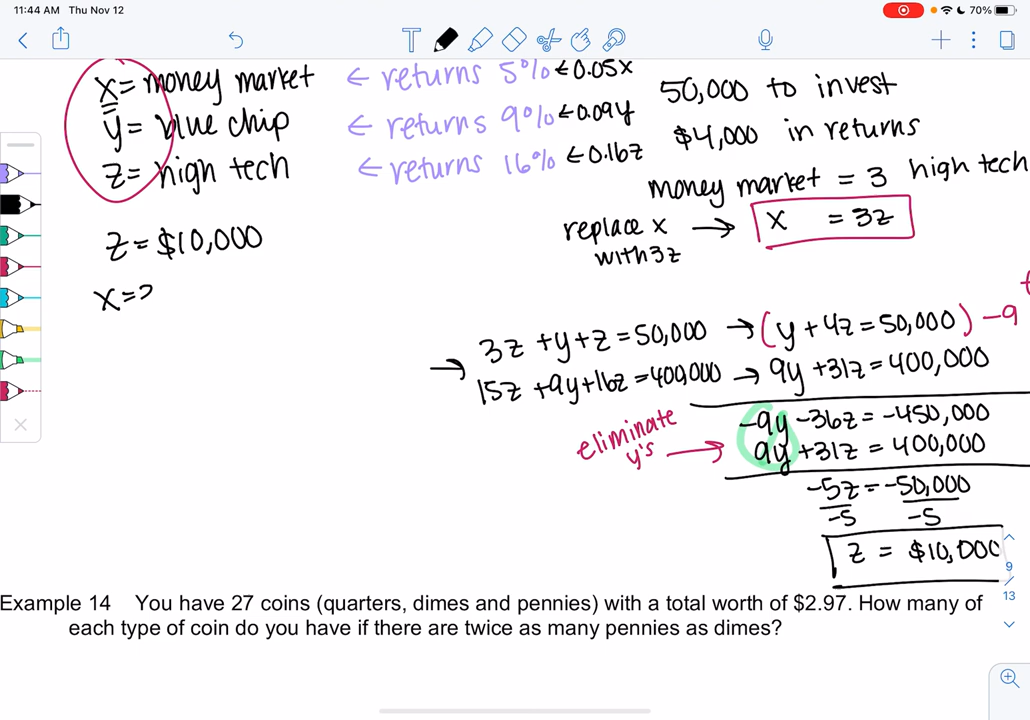 11:44 AM Thu Nov 12
70%
x = money market ← returns 5% ← 0.05x
y = blue chip ← returns 9% ← 0.09y
z = high tech ← returns 16% ← 0.16z
50,000 to invest
$4,000 in returns
money market = 3 high tech
replace x → x = 3z
with 3z
z = $10,000
x =
→ 3z + y + z = 50,000 → (y + 4z = 50,000) -9
15z + 9y + 16z = 400,000 → 9y + 31z = 400,000
eliminate y's →
-9y - 36z = -450,000
9y + 31z = 400,000
-5z = -50,000
-5 -5
z = $10,000
9
/
13
Example 14 You have 27 coins (quarters, dimes and pennies) with a total worth of $2.97. How many of
each type of coin do you have if there are twice as many pennies as dimes?